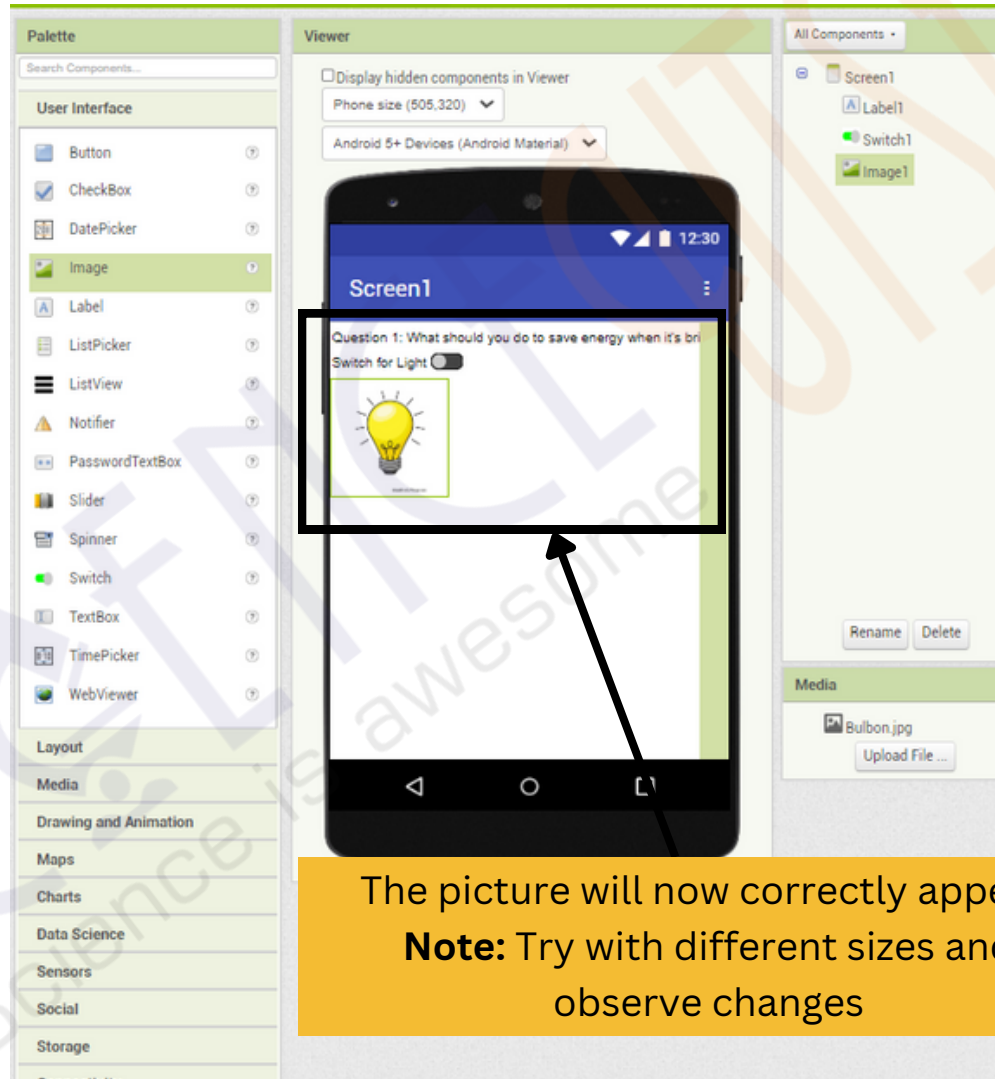 Palette
Search Components...
User Interface
Button
CheckBox
DatePicker
Image
Label
ListPicker
ListView
Notifier
PasswordTextBox
Slider
Spinner
Switch
TextBox
TimePicker
WebViewer
Layout
Media
Drawing and Animation
Maps
Charts
Data Science
Sensors
Social
Storage
Viewer
Display hidden components in Viewer
Phone size (505,320)
Android 5+ Devices (Android Material)
12:30
Screen1
Question 1: What should you do to save energy when it's bri
Switch for Light
All Components
Screen1
Label1
Switch1
Image1
Rename Delete
Media
Bulbon.jpg
Upload File ...
The picture will now correctly appe
Note: Try with different sizes and
observe changes
science is awesome